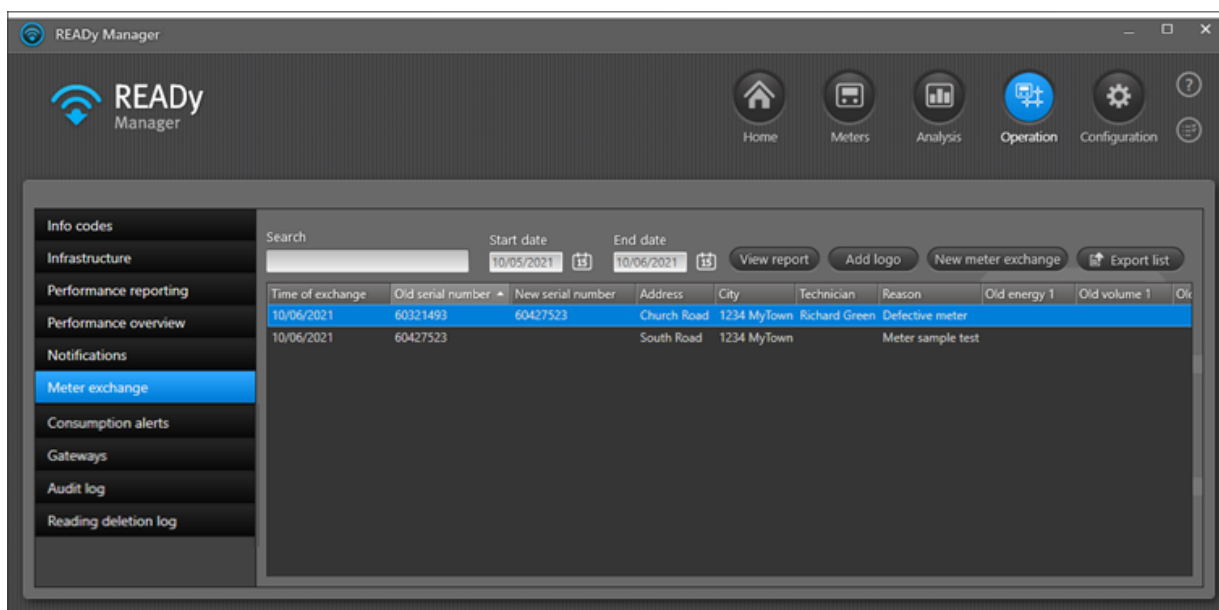 READy Manager
READy
Manager
Home Meters Analysis Operation Configuration
?
Info codes
Infrastructure
Performance reporting
Performance overview
Notifications
Meter exchange
Consumption alerts
Gateways
Audit log
Reading deletion log
Search Start date End date
10/05/2021 15 10/06/2021 15 View report Add logo New meter exchange Export list
Time of exchange Old serial number New serial number Address City Technician Reason Old energy 1 Old volume 1
10/06/2021 60321493 60427523 Church Road 1234 MyTown Richard Green Defective meter
10/06/2021 60427523 South Road 1234 MyTown Meter sample test